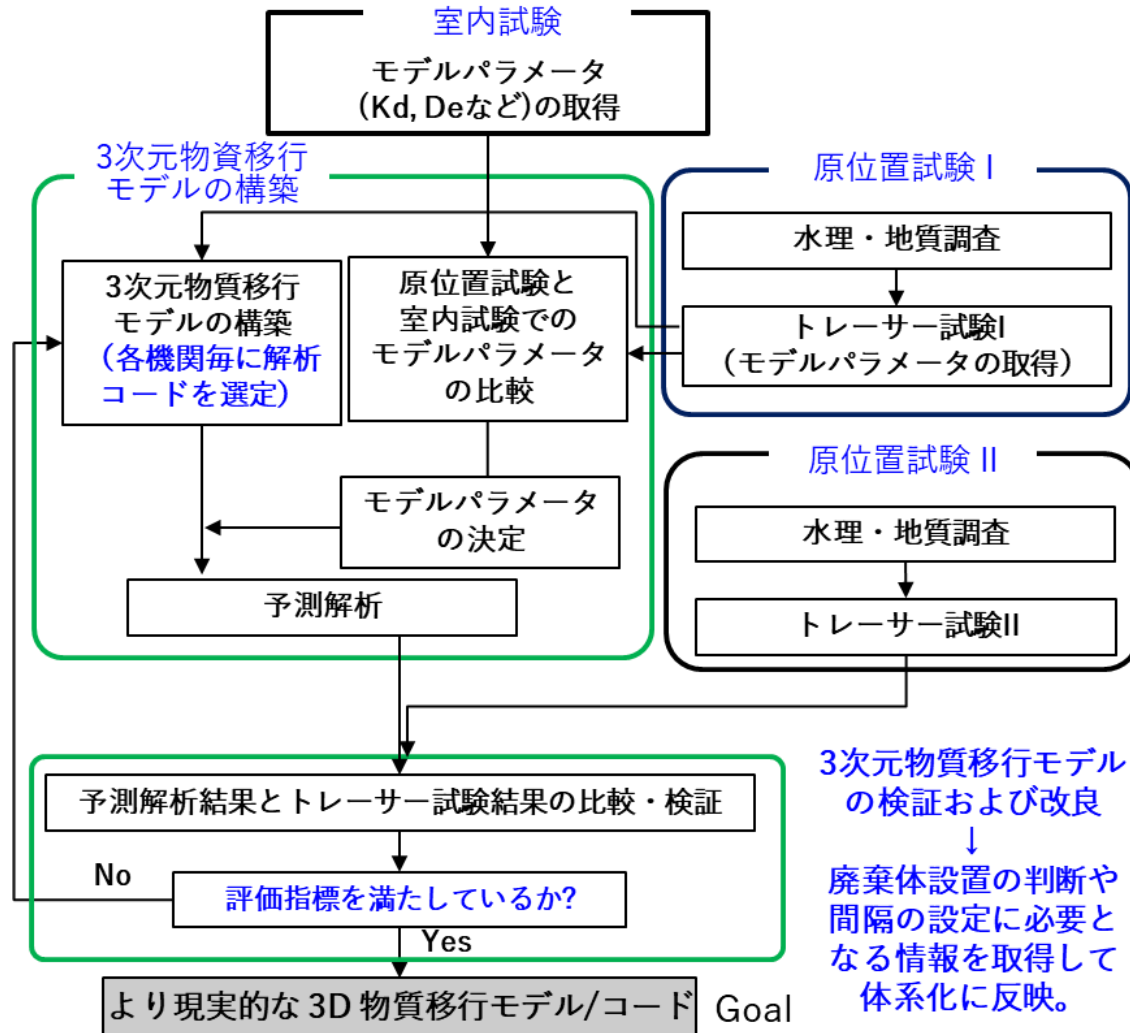 室内試験
モデルパラメータ
(Kd, Deなど)の取得
3次元物資移行
モデルの構築
3次元物質移行
モデルの構築
(各機関毎に解析
コードを選定)
原位置試験と
室内試験での
モデルパラメータ
の比較
モデルパラメータ
の決定
予測解析
原位置試験 I
水理・地質調査
トレーサー試験I
(モデルパラメータの取得)
原位置試験 II
水理・地質調査
トレーサー試験II
予測解析結果とトレーサー試験結果の比較・検証
No
評価指標を満たしているか?
Yes
より現実的な 3D 物質移行モデル/コード
Goal
3次元物質移行モデル
の検証および改良
↓
廃棄体設置の判断や
間隔の設定に必要と
なる情報を取得して
体系化に反映。